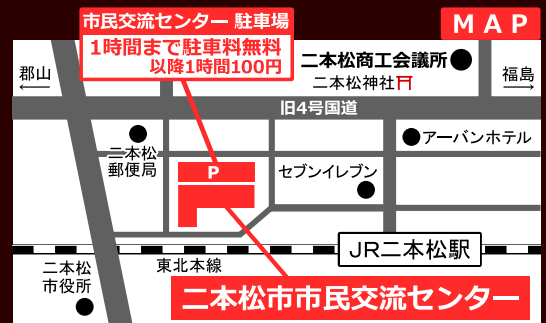 市民交流センター 駐車場
1時間まで駐車料無料
以降1時間100円
MAP
二本松商工会議所
二本松神社
郡山
←
福島
→
旧4号国道
二本松
郵便局
アーバンホテル
P
セブンイレブン
JR二本松駅
東北本線
二本松
市役所
二本松市市民交流センター